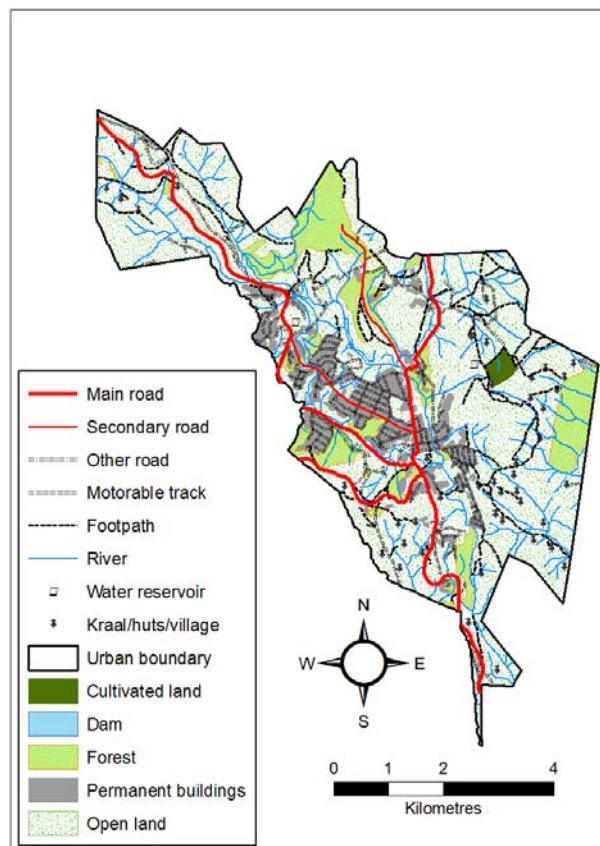 Main road
Secondary road
Other road
Motorable track
Footpath
River
Water reservoir
Kraal/huts/village
Urban boundary
Cultivated land
Dam
Forest
Permanent buildings
Open land
N
W E
S
0 1 2 4
Kilometres